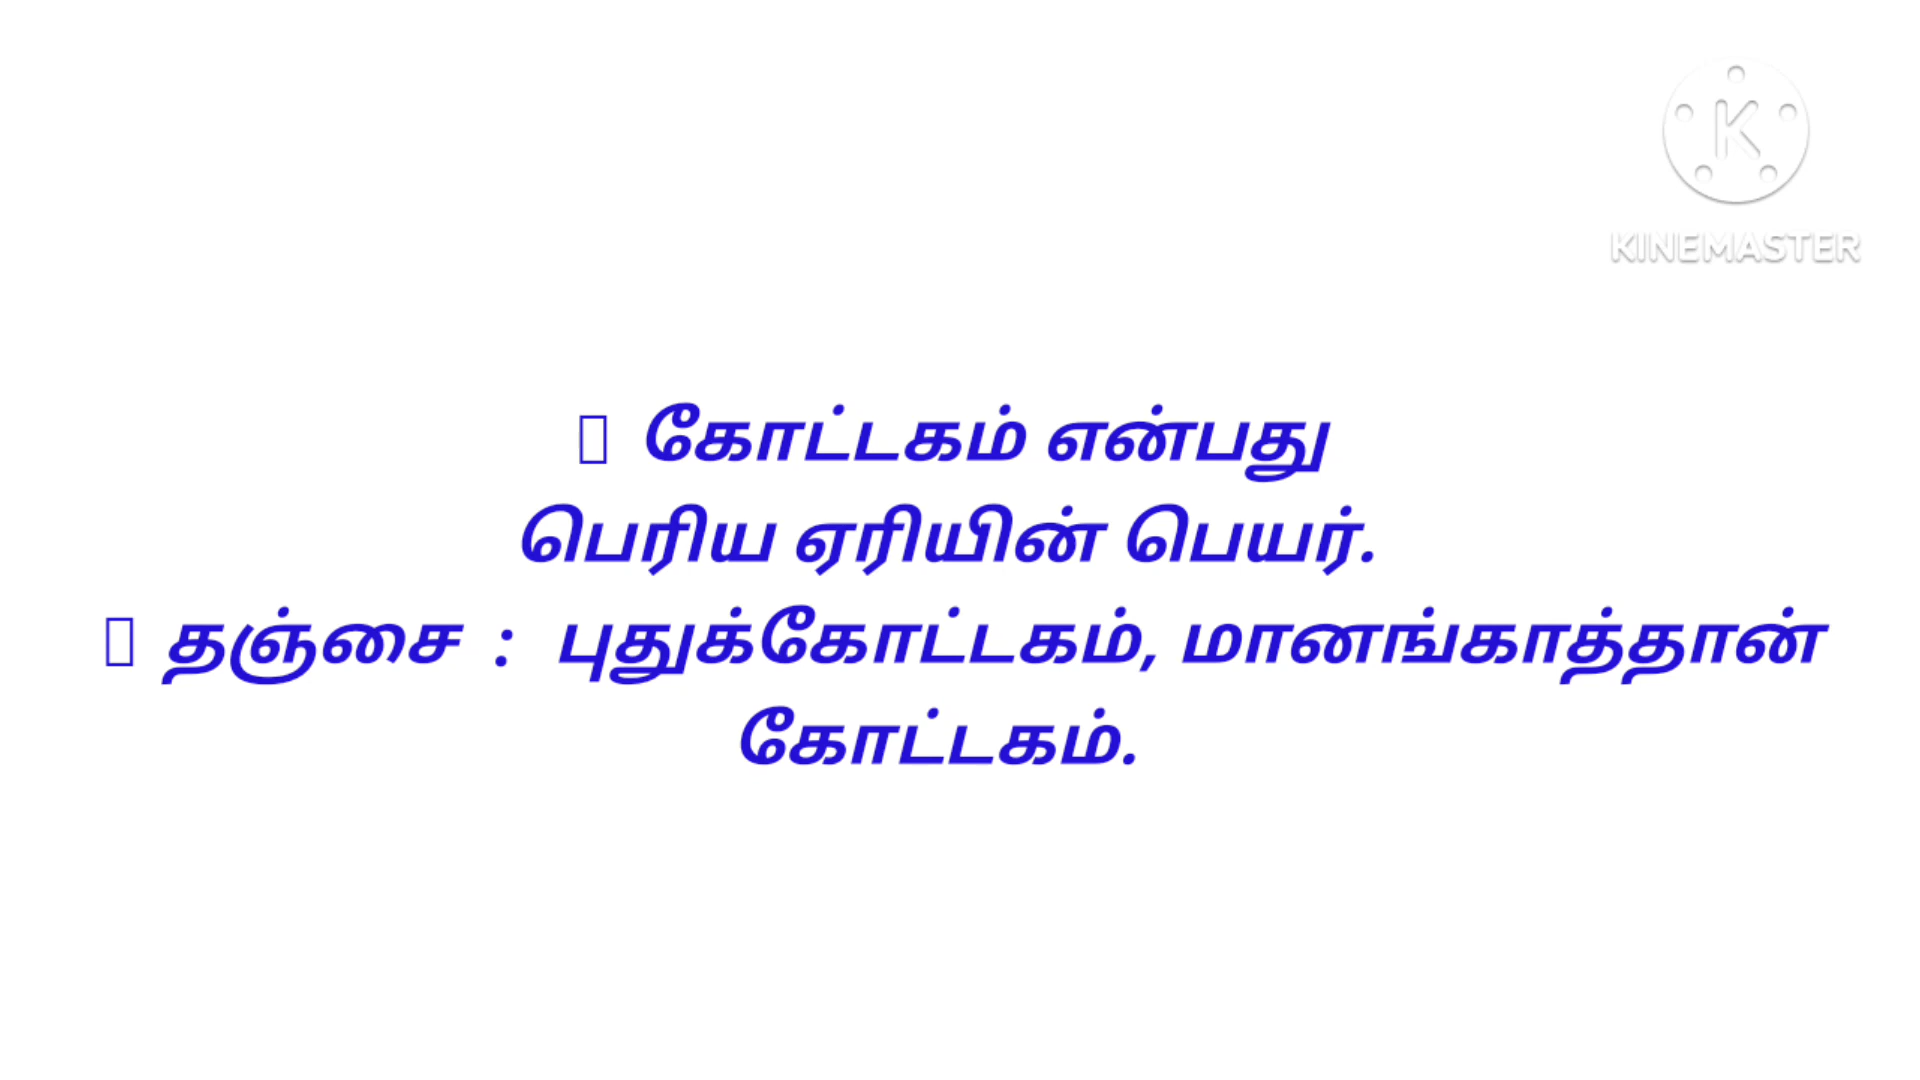 K
KINEMASTER
▯ கோட்டகம் என்பது
பெரிய ஏரியின் பெயர்.
▯ தஞ்சை : புதுக்கோட்டகம், மானங்காத்தான்
கோட்டகம்.